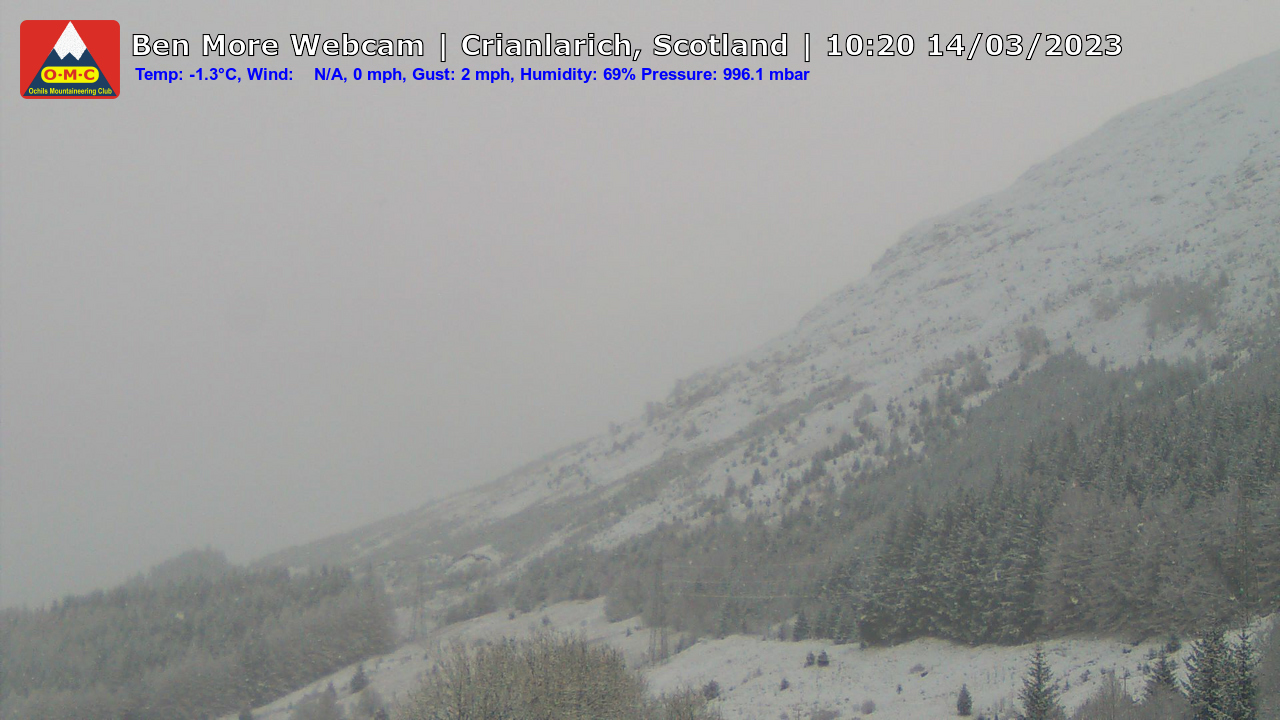 Ben More Webcam | Crianlarich, Scotland | 10:20 14/03/2023
Temp: -1.3°C, Wind: N/A, 0 mph, Gust: 2 mph, Humidity: 69% Pressure: 996.1 mbar
O-M-C
Ochils Mountaineering Club